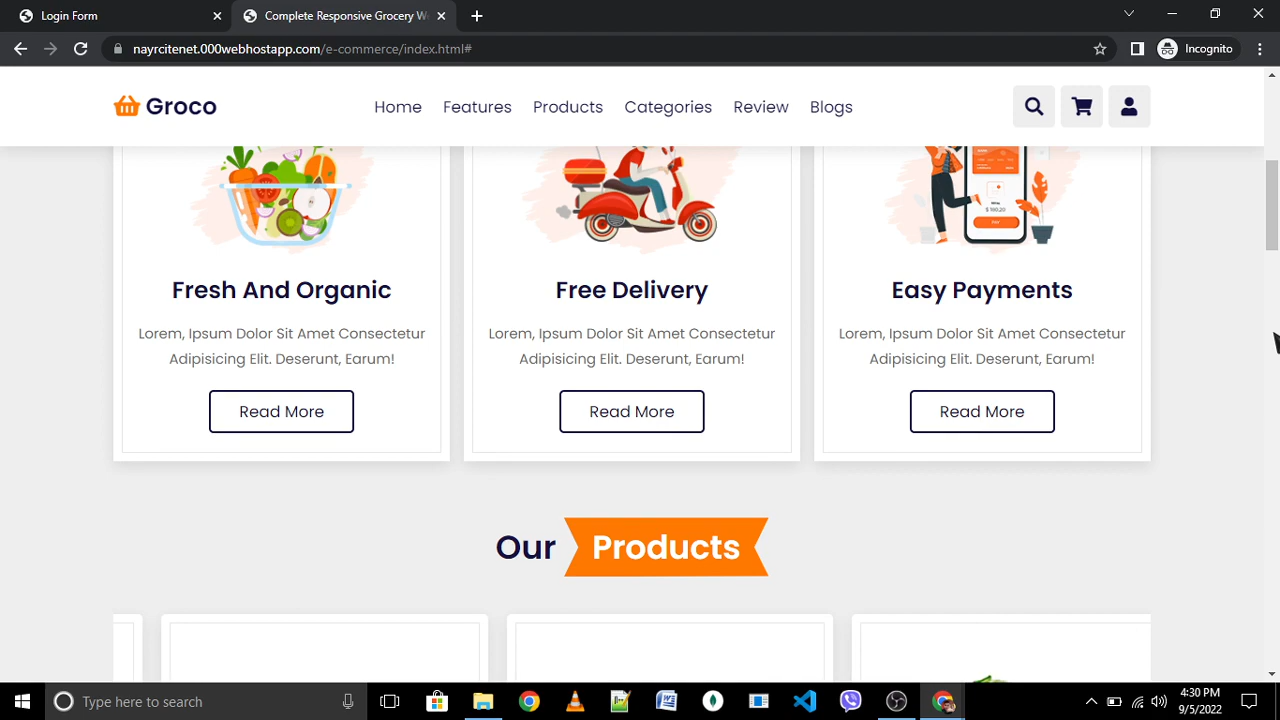 Login Form
Complete Responsive Grocery W
nayrcitenet.000webhostapp.com/e-commerce/index.html#
Incognito
Groco
Home
Features
Products
Categories
Review
Blogs
Fresh And Organic
Lorem, Ipsum Dolor Sit Amet Consectetur
Adipisicing Elit. Deserunt, Earum!
Read More
Free Delivery
Lorem, Ipsum Dolor Sit Amet Consectetur
Adipisicing Elit. Deserunt, Earum!
Read More
$ 180,20
PAY
Easy Payments
Lorem, Ipsum Dolor Sit Amet Consectetur
Adipisicing Elit. Deserunt, Earum!
Read More
Our Products
Type here to search
4:30 PM
9/5/2022